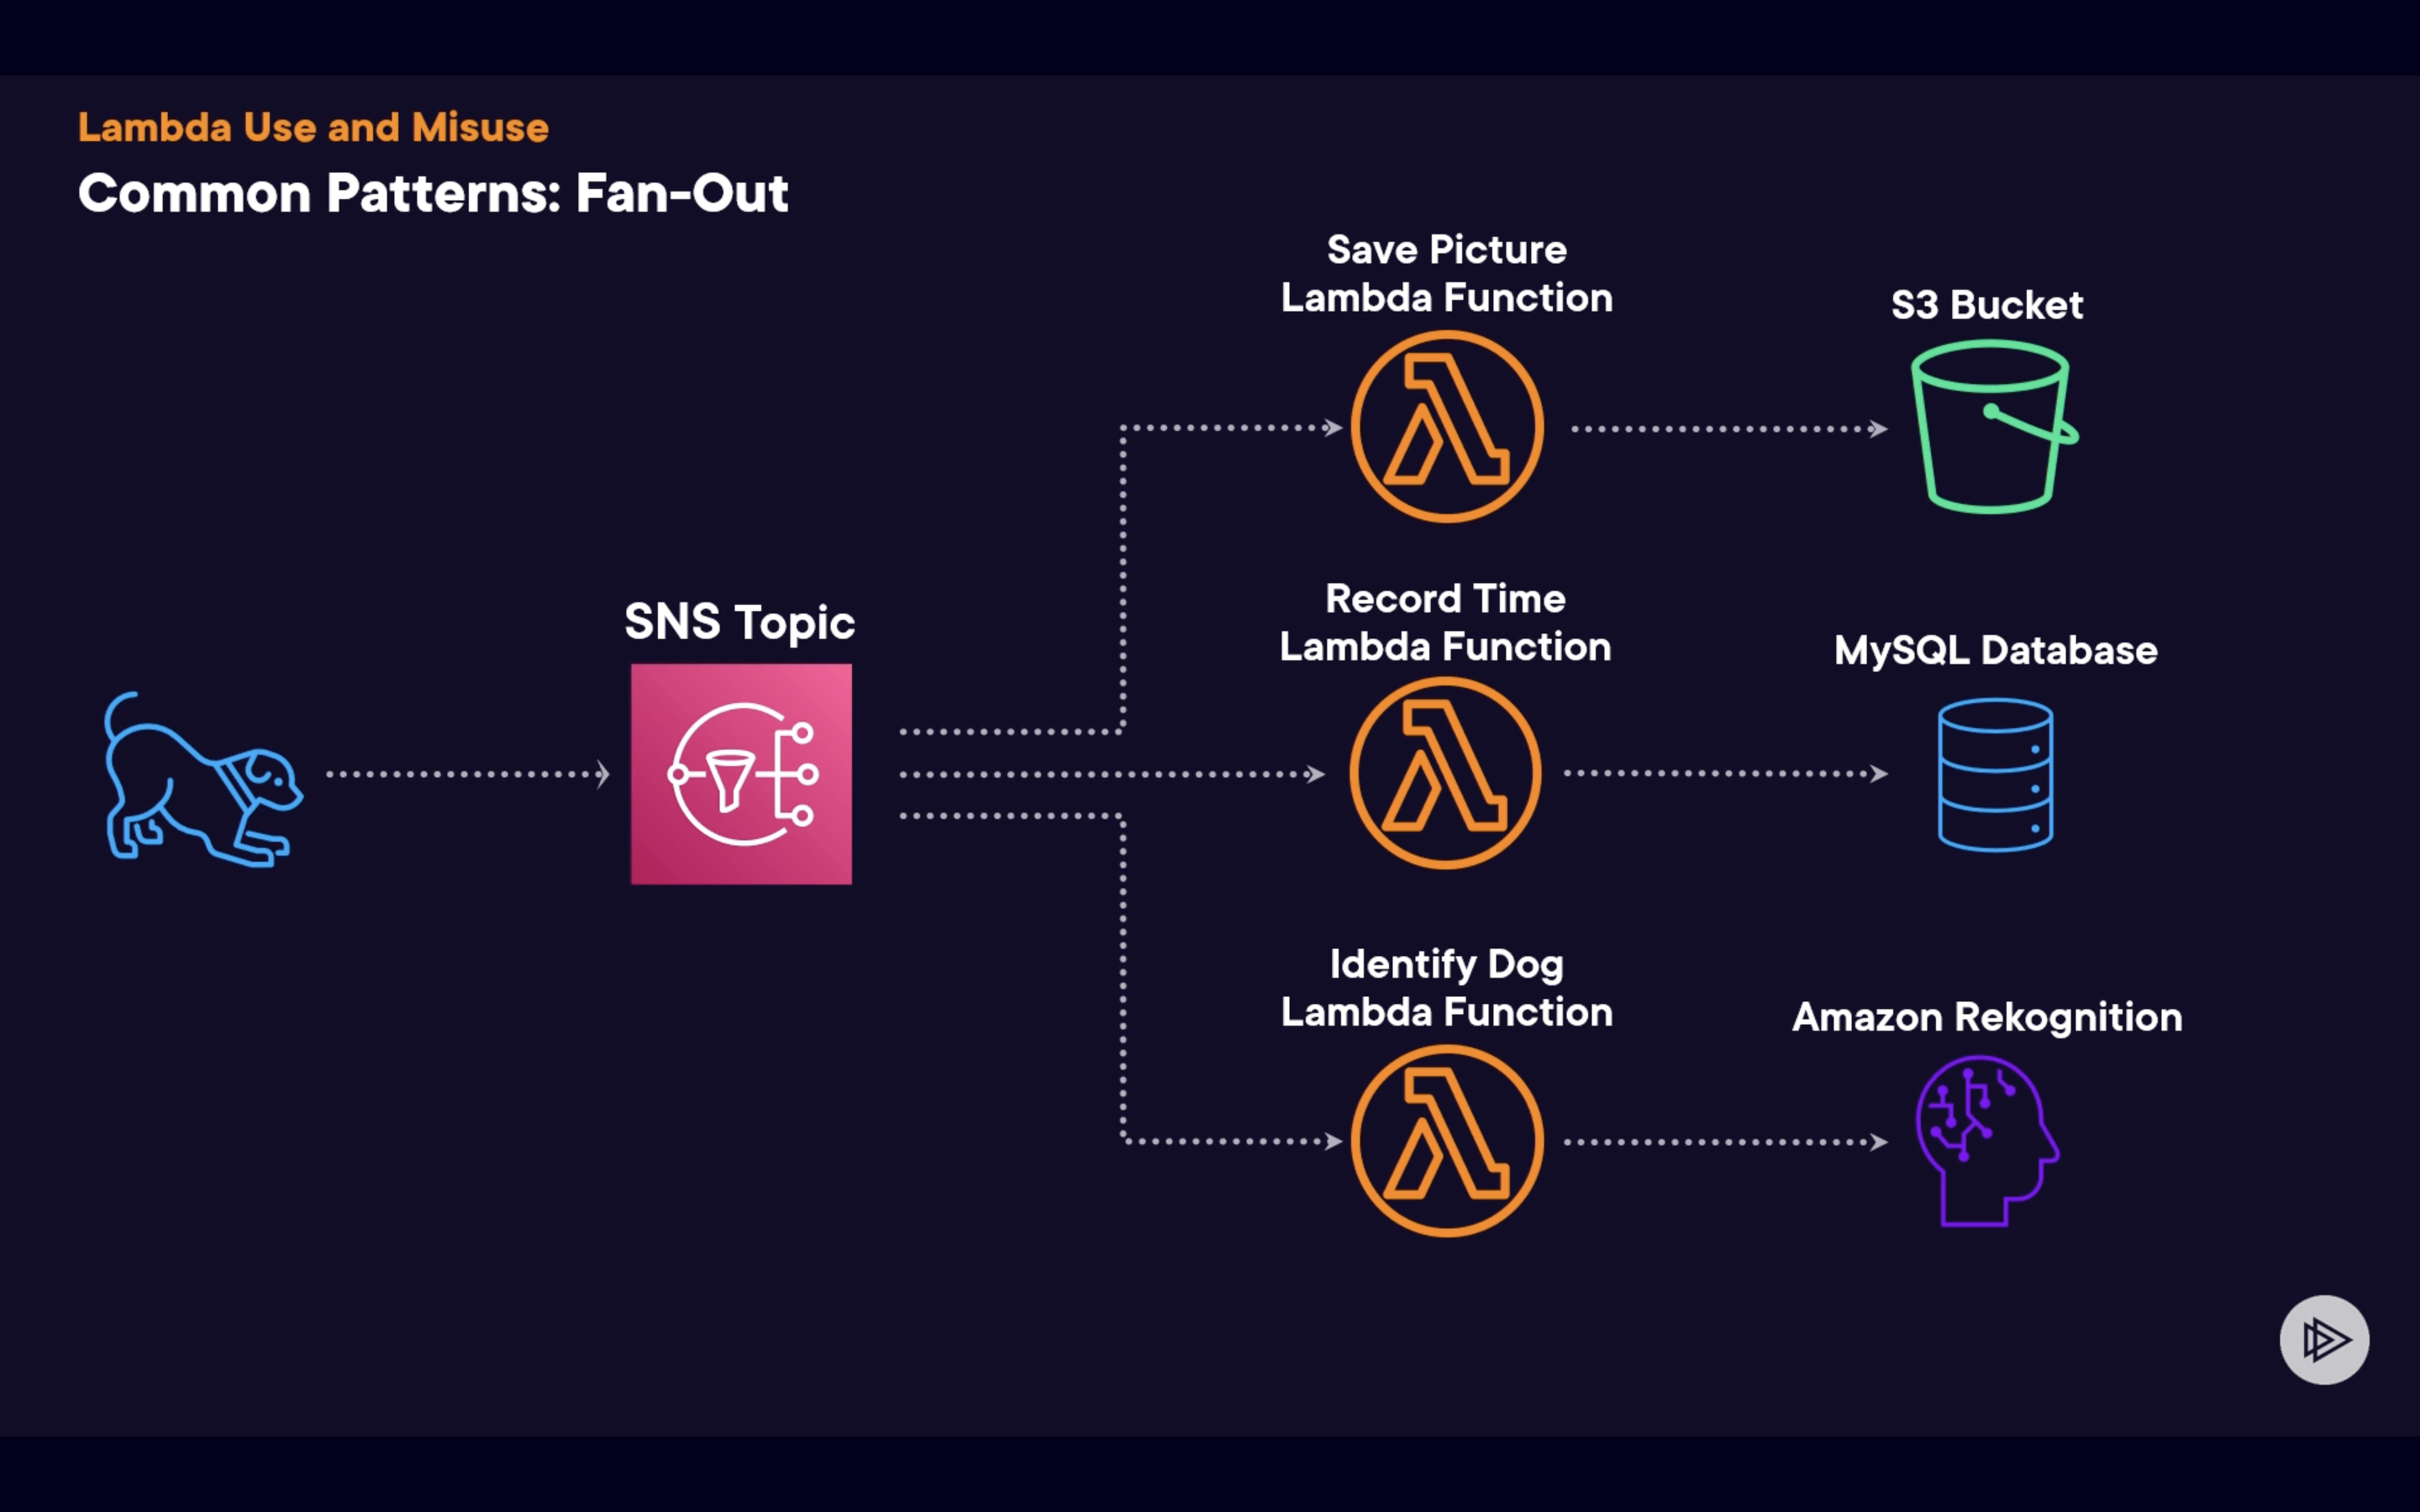 Lambda Use and Misuse
Common Patterns: Fan-Out
SNS Topic
Save Picture
Lambda Function
S3 Bucket
Record Time
Lambda Function
MySQL Database
Identify Dog
Lambda Function
Amazon Rekognition